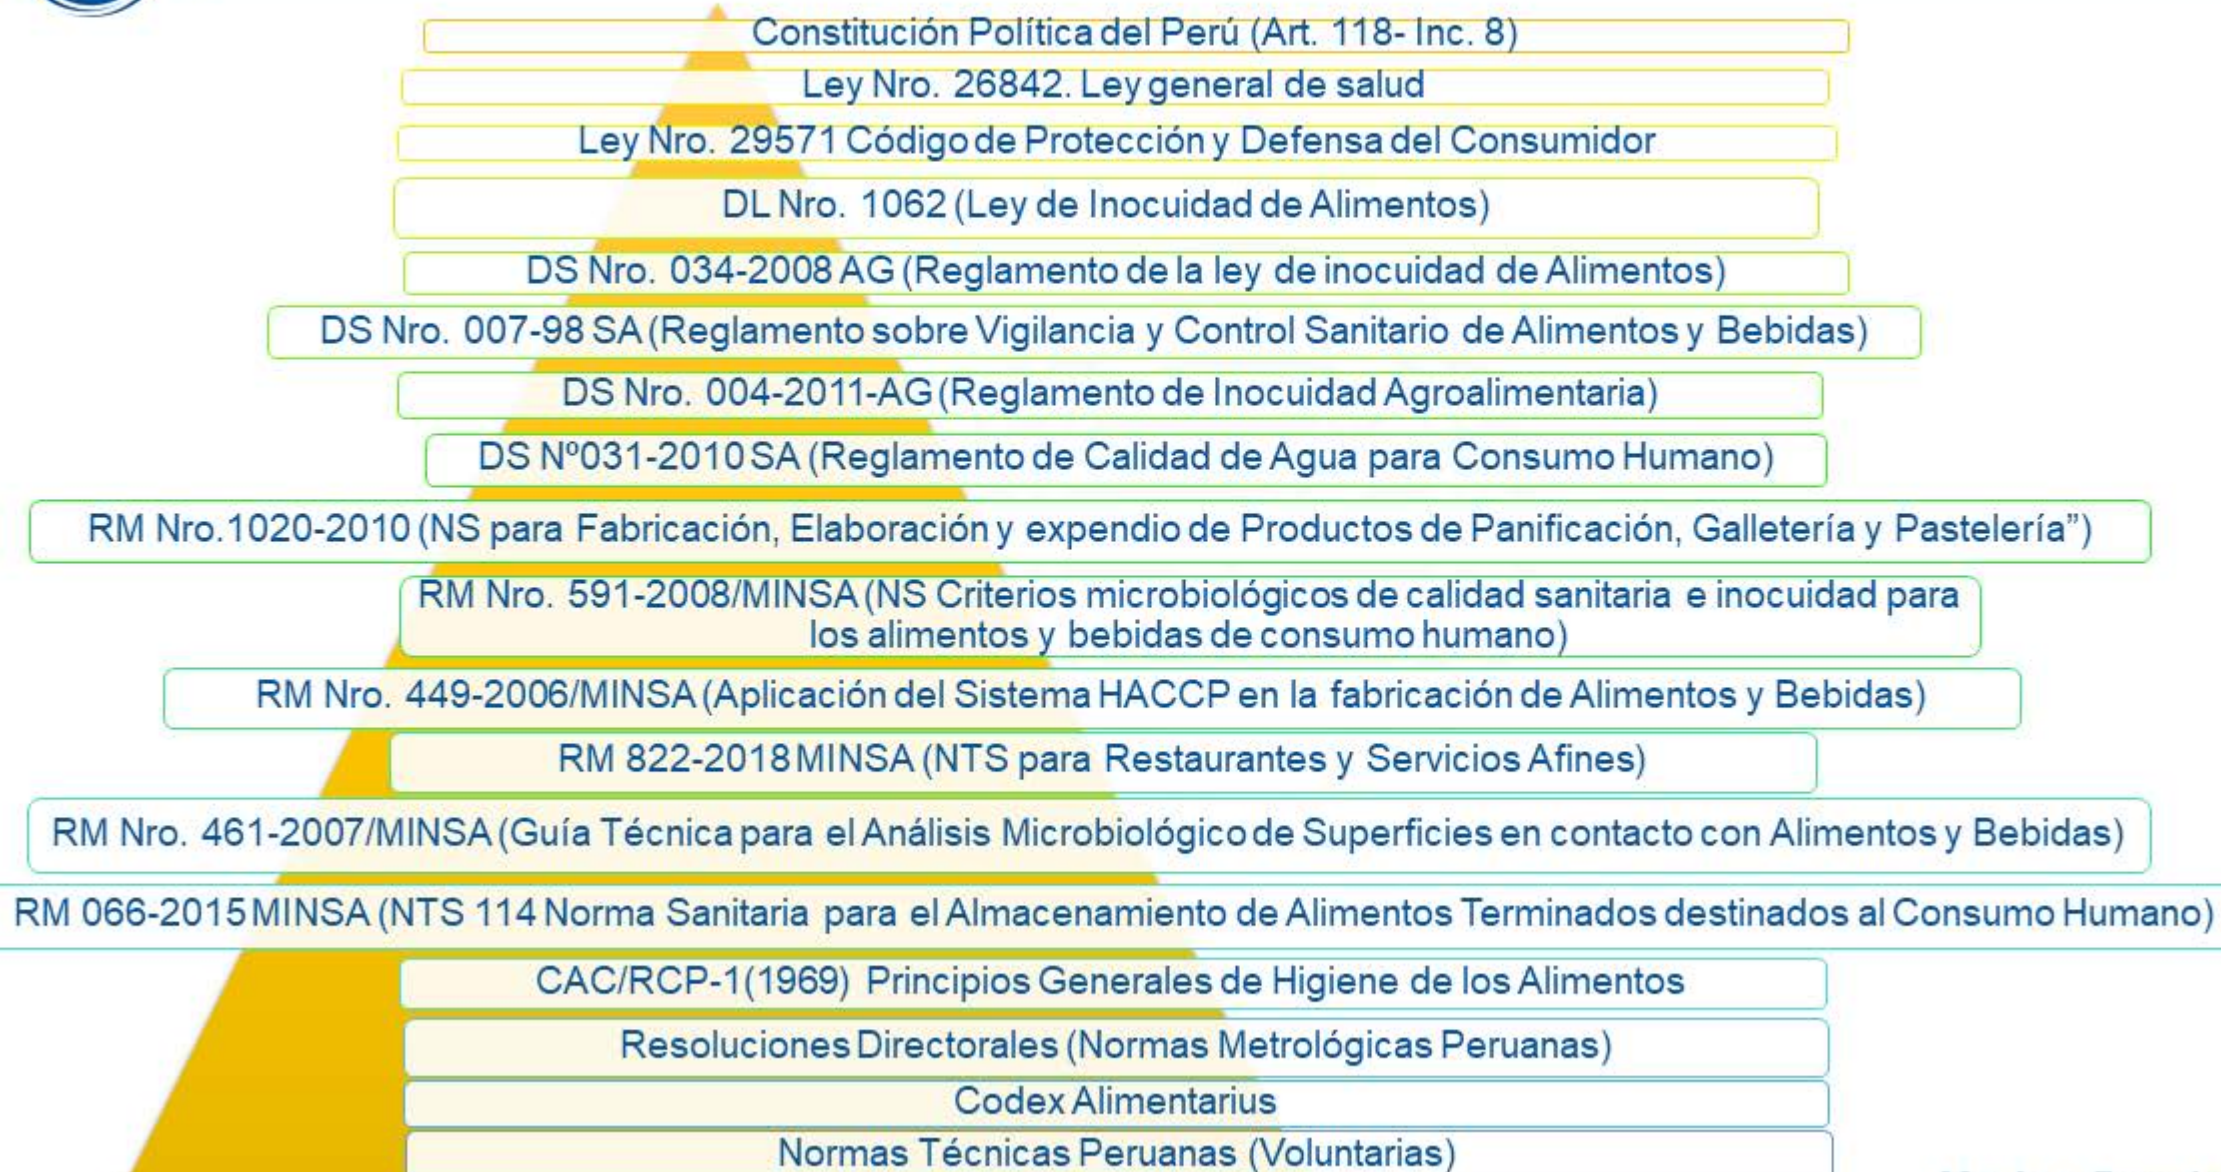 Constitución Política del Perú (Art. 118- Inc. 8)
Ley Nro. 26842. Ley general de salud
Ley Nro. 29571 Código de Protección y Defensa del Consumidor
DL Nro. 1062 (Ley de Inocuidad de Alimentos)
DS Nro. 034-2008 AG (Reglamento de la ley de inocuidad de Alimentos)
DS Nro. 007-98 SA (Reglamento sobre Vigilancia y Control Sanitario de Alimentos y Bebidas)
DS Nro. 004-2011-AG (Reglamento de Inocuidad Agroalimentaria)
DS Nº031-2010 SA (Reglamento de Calidad de Agua para Consumo Humano)
RM Nro.1020-2010 (NS para Fabricación, Elaboración y expendio de Productos de Panificación, Galletería y Pastelería”)
RM Nro. 591-2008/MINSA (NS Criterios microbiológicos de calidad sanitaria e inocuidad para
los alimentos y bebidas de consumo humano)
RM Nro. 449-2006/MINSA (Aplicación del Sistema HACCP en la fabricación de Alimentos y Bebidas)
RM 822-2018 MINSA (NTS para Restaurantes y Servicios Afines)
RM Nro. 461-2007/MINSA (Guía Técnica para el Análisis Microbiológico de Superficies en contacto con Alimentos y Bebidas)
RM 066-2015 MINSA (NTS 114 Norma Sanitaria para el Almacenamiento de Alimentos Terminados destinados al Consumo Humano)
CAC/RCP-1(1969) Principios Generales de Higiene de los Alimentos
Resoluciones Directorales (Normas Metrológicas Peruanas)
Codex Alimentarius
Normas Técnicas Peruanas (Voluntarias)